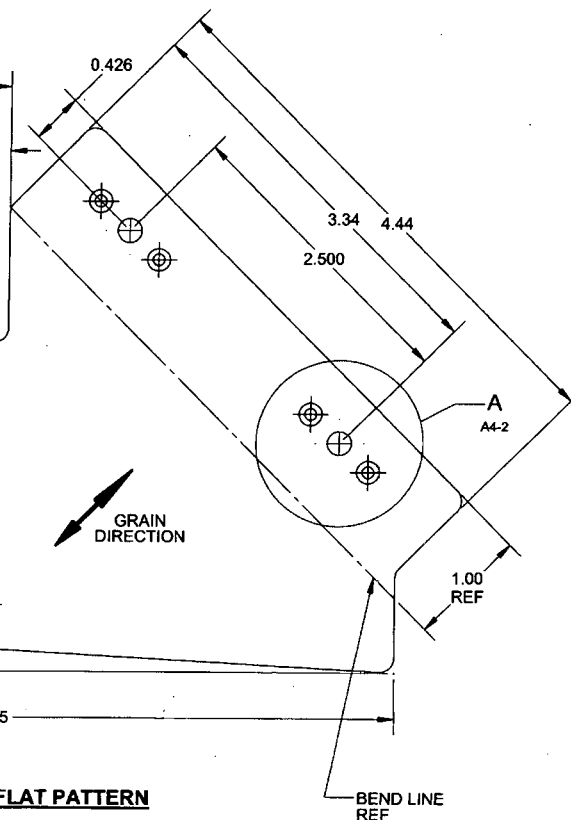 0.426
3.34
4.44
2.500
A
A4-2
GRAIN
DIRECTION
1.00
REF
5
FLAT PATTERN
BEND LINE
REF